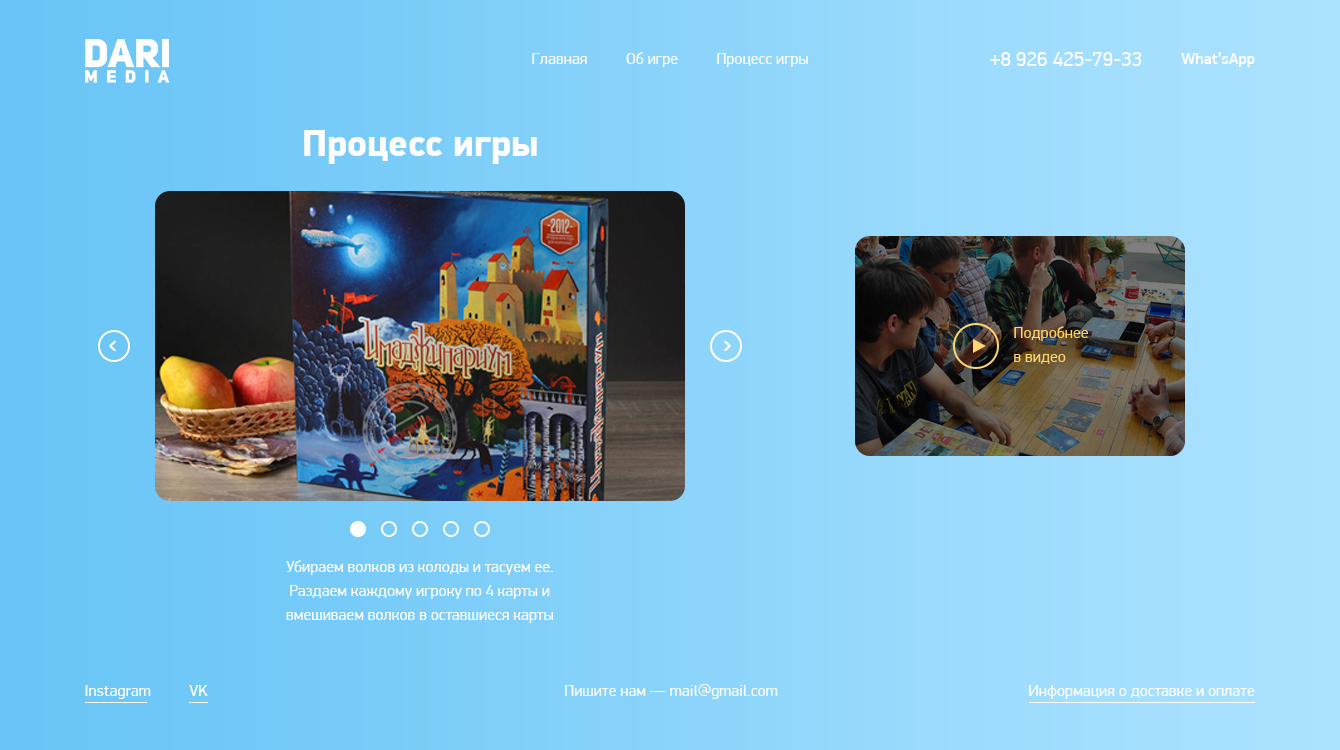 DARI
MEDIA
Главная
Об игре
Процесс игры
+8 926 425-79-33
What'sApp
Процесс игры
-2012-
Имаджинариум
Имаджинариум
Подробнее
в видео
Убираем волков из колоды и тасуем ее.
Раздаем каждому игроку по 4 карты и
вмешиваем волков в оставшиеся карты
Instagram
VK
Пишите нам — mail@gmail.com
Информация о доставке и оплате